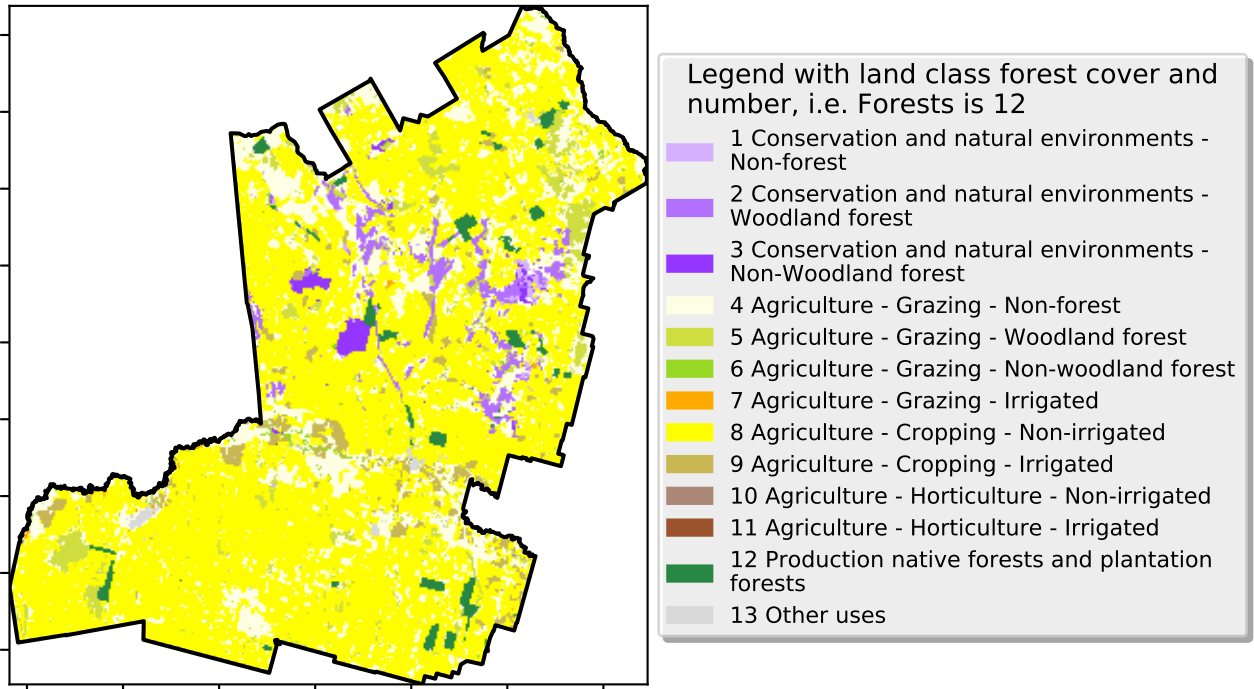 Legend with land class forest cover and
number, i.e. Forests is 12
1 Conservation and natural environments -
Non-forest
2 Conservation and natural environments -
Woodland forest
3 Conservation and natural environments -
Non-Woodland forest
4 Agriculture - Grazing - Non-forest
5 Agriculture - Grazing - Woodland forest
6 Agriculture - Grazing - Non-woodland forest
7 Agriculture - Grazing - Irrigated
8 Agriculture - Cropping - Non-irrigated
9 Agriculture - Cropping - Irrigated
10 Agriculture - Horticulture - Non-irrigated
11 Agriculture - Horticulture - Irrigated
12 Production native forests and plantation
forests
13 Other uses